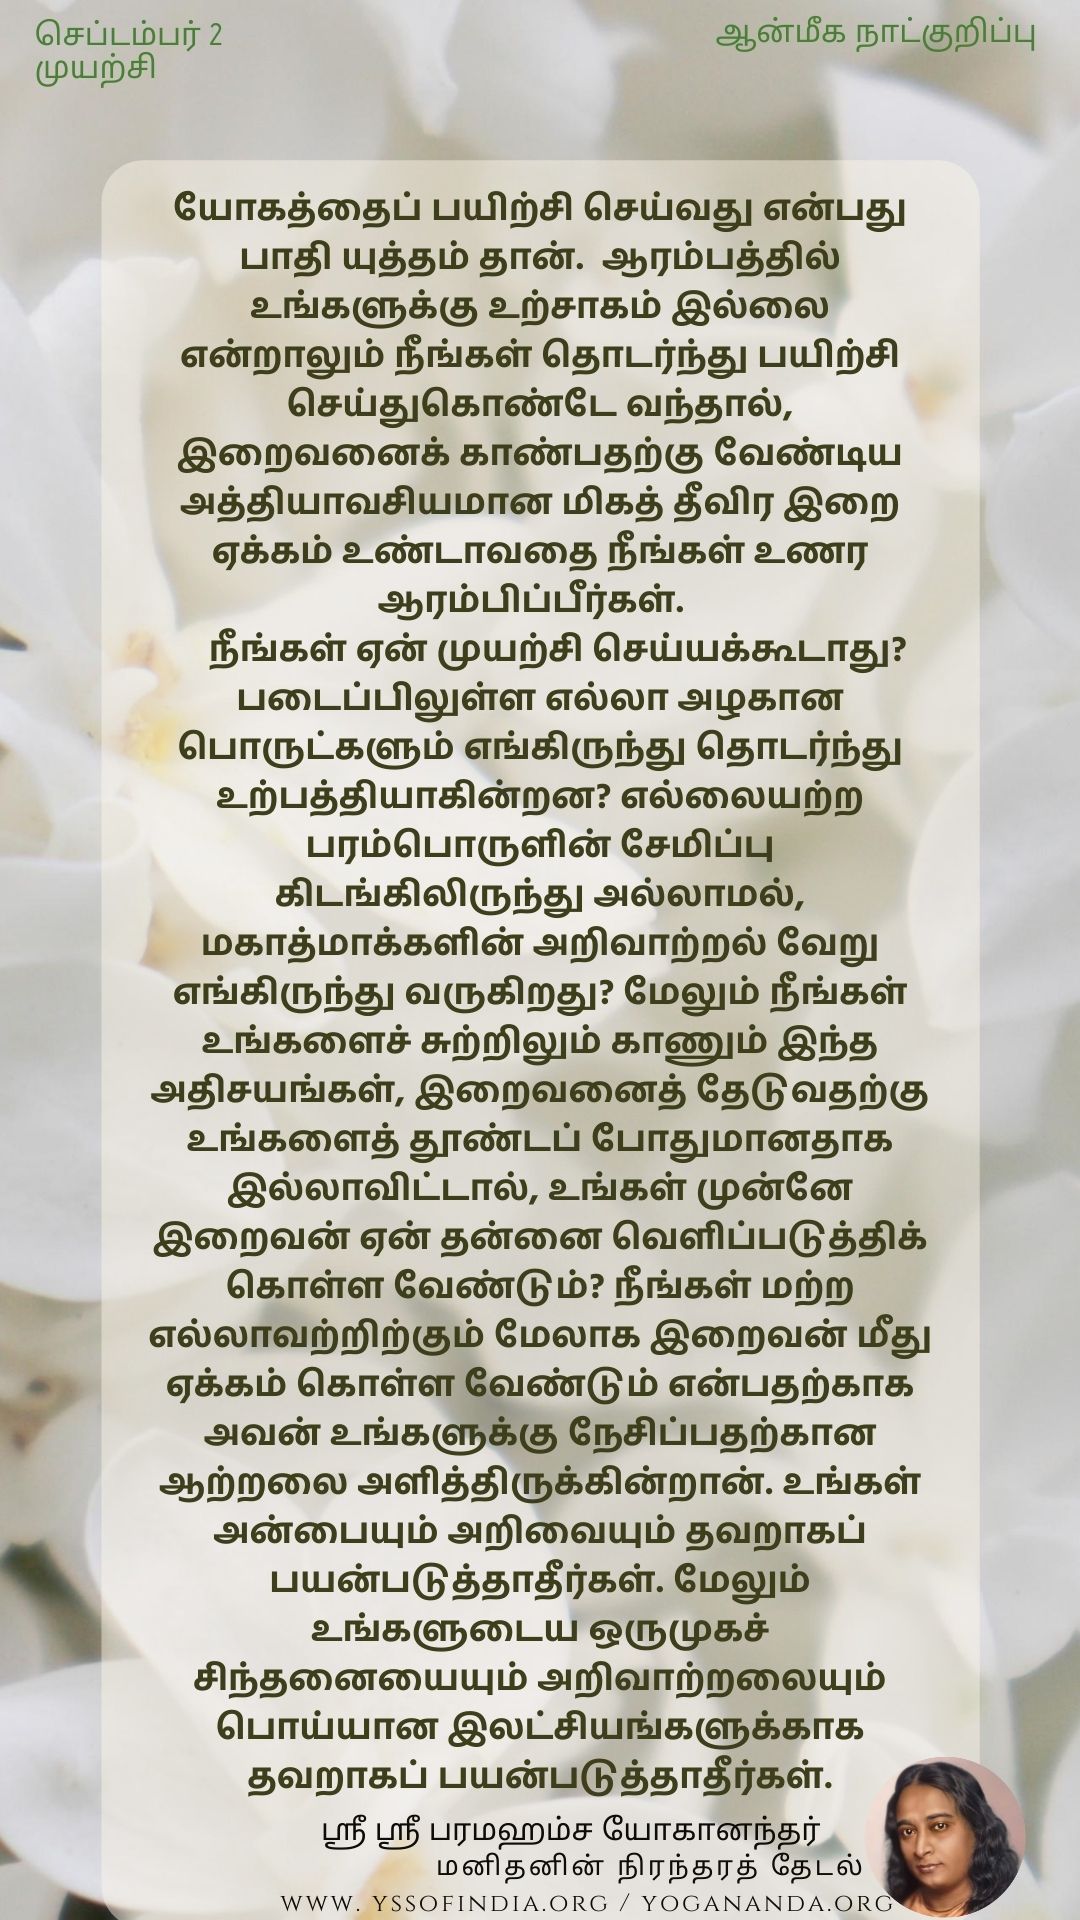 செப்டம்பர் 2
முயற்சி
ஆன்மீக நாட்குறிப்பு
யோகத்தைப் பயிற்சி செய்வது என்பது
பாதி யுத்தம் தான். ஆரம்பத்தில்
உங்களுக்கு உற்சாகம் இல்லை
என்றாலும் நீங்கள் தொடர்ந்து பயிற்சி
செய்துகொண்டே வந்தால்,
இறைவனைக் காண்பதற்கு வேண்டிய
அத்தியாவசியமான மிகத் தீவிர இறை
ஏக்கம் உண்டாவதை நீங்கள் உணர
ஆரம்பிப்பீர்கள்.
நீங்கள் ஏன் முயற்சி செய்யக்கூடாது?
படைப்பிலுள்ள எல்லா அழகான
பொருட்களும் எங்கிருந்து தொடர்ந்து
உற்பத்தியாகின்றன? எல்லையற்ற
பரம்பொருளின் சேமிப்பு
கிடங்கிலிருந்து அல்லாமல்,
மகாத்மாக்களின் அறிவாற்றல் வேறு
எங்கிருந்து வருகிறது? மேலும் நீங்கள்
உங்களைச் சுற்றிலும் காணும் இந்த
அதிசயங்கள், இறைவனைத் தேடுவதற்கு
உங்களைத் தூண்டப் போதுமானதாக
இல்லாவிட்டால், உங்கள் முன்னே
இறைவன் ஏன் தன்னை வெளிப்படுத்திக்
கொள்ள வேண்டும்? நீங்கள் மற்ற
எல்லாவற்றிற்கும் மேலாக இறைவன் மீது
ஏக்கம் கொள்ள வேண்டும் என்பதற்காக
அவன் உங்களுக்கு நேசிப்பதற்கான
ஆற்றலை அளித்திருக்கின்றான். உங்கள்
அன்பையும் அறிவையும் தவறாகப்
பயன்படுத்தாதீர்கள். மேலும்
உங்களுடைய ஒருமுகச்
சிந்தனையையும் அறிவாற்றலையும்
பொய்யான இலட்சியங்களுக்காக
தவறாகப் பயன்படுத்தாதீர்கள்.
ஸ்ரீ ஸ்ரீ பரமஹம்ச யோகானந்தர்
மனிதனின் நிரந்தரத் தேடல்
WWW. YSSOFINDIA.ORG / YOGANANDA.ORG